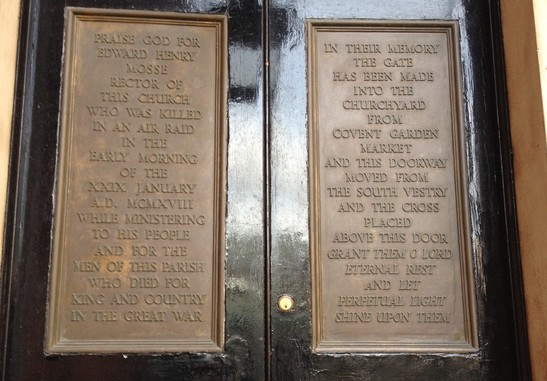 PRAISE GOD FOR
EDWARD HENRY
MOSSE
RECTOR OF
THIS CHURCH
WHO WAS KILLED
IN AN AIR RAID
IN THE
EARLY MORNING
OF THE
XXIX JANUARY
A.D. MCMXVIII
WHILE MINISTERING
TO HIS PEOPLE
AND FOR THE
MEN OF THIS PARISH
WHO DIED FOR
KING AND COUNTRY
IN THE GREAT WAR
IN THEIR MEMORY
THE GATE
HAS BEEN MADE
INTO THE
CHURCHYARD
FROM
COVENT GARDEN
MARKET
AND THIS DOORWAY
MOVED FROM
THE SOUTH VESTRY
AND THE CROSS
PLACED
ABOVE THIS DOOR
GRANT THEM O LORD
ETERNAL REST
AND LET
PERPETUAL LIGHT
SHINE UPON THEM